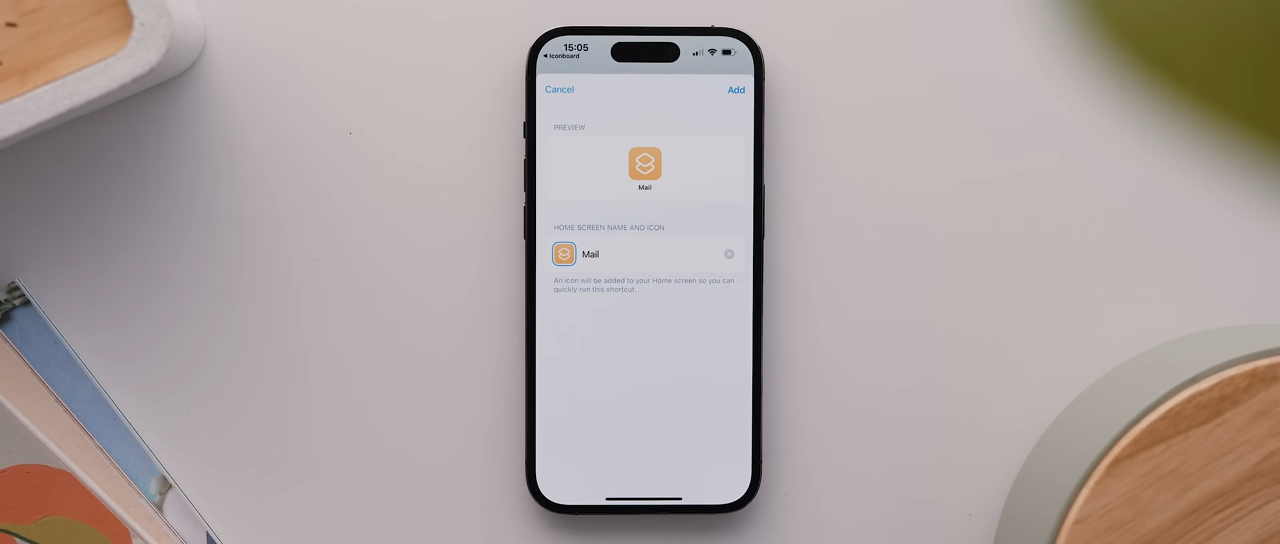 15:05
◀ Iconboard
Cancel
Add
PREVIEW
Mail
HOME SCREEN NAME AND ICON
Mail
An icon will be added to your Home screen so you can
quickly run this shortcut.